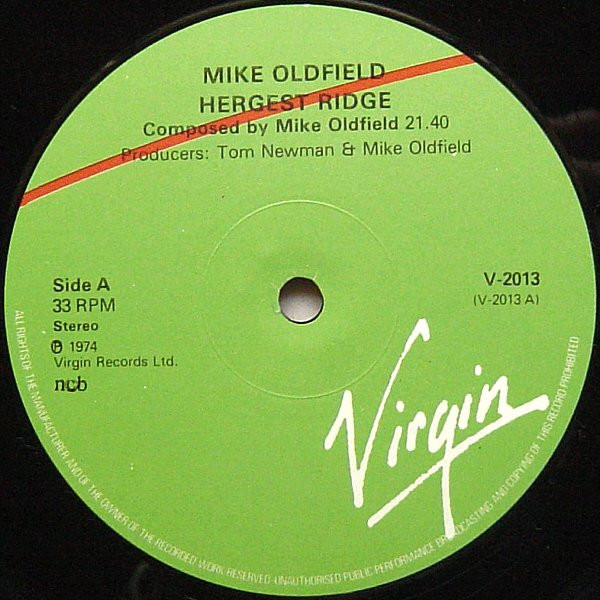 MIKE OLDFIELD
HERGEST RIDGE
Composed by Mike Oldfield 21.40
Producers: Tom Newman & Mike Oldfield
Side A
33 RPM
Stereo
℗ 1974
Virgin Records Ltd.
ncb
V-2013
(V-2013 A)
Virgin
ALL RIGHTS OF THE MANUFACTURER AND OF THE OWNER OF THE RECORDED WORK RESERVED-UNAUTHORISED PUBLIC PERFORMANCE BROADCASTING AND COPYING OF THIS RECORD PROHIBITED